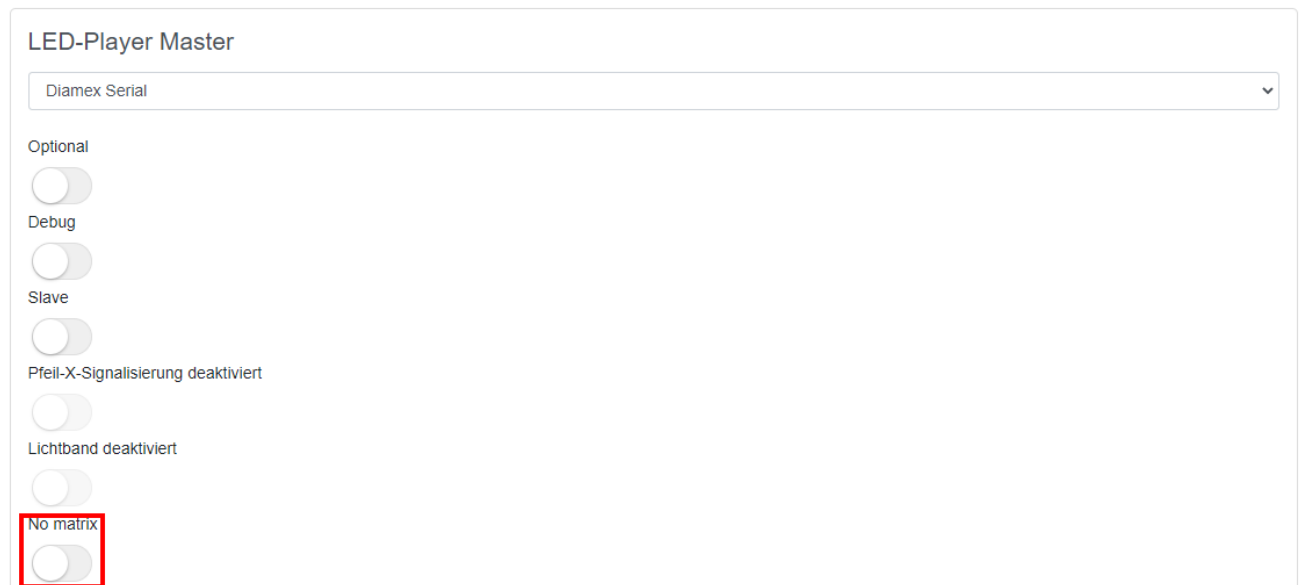 LED-Player Master
Diamex Serial
Optional
Debug
Slave
Pfeil-X-Signalisierung deaktiviert
Lichtband deaktiviert
No matrix